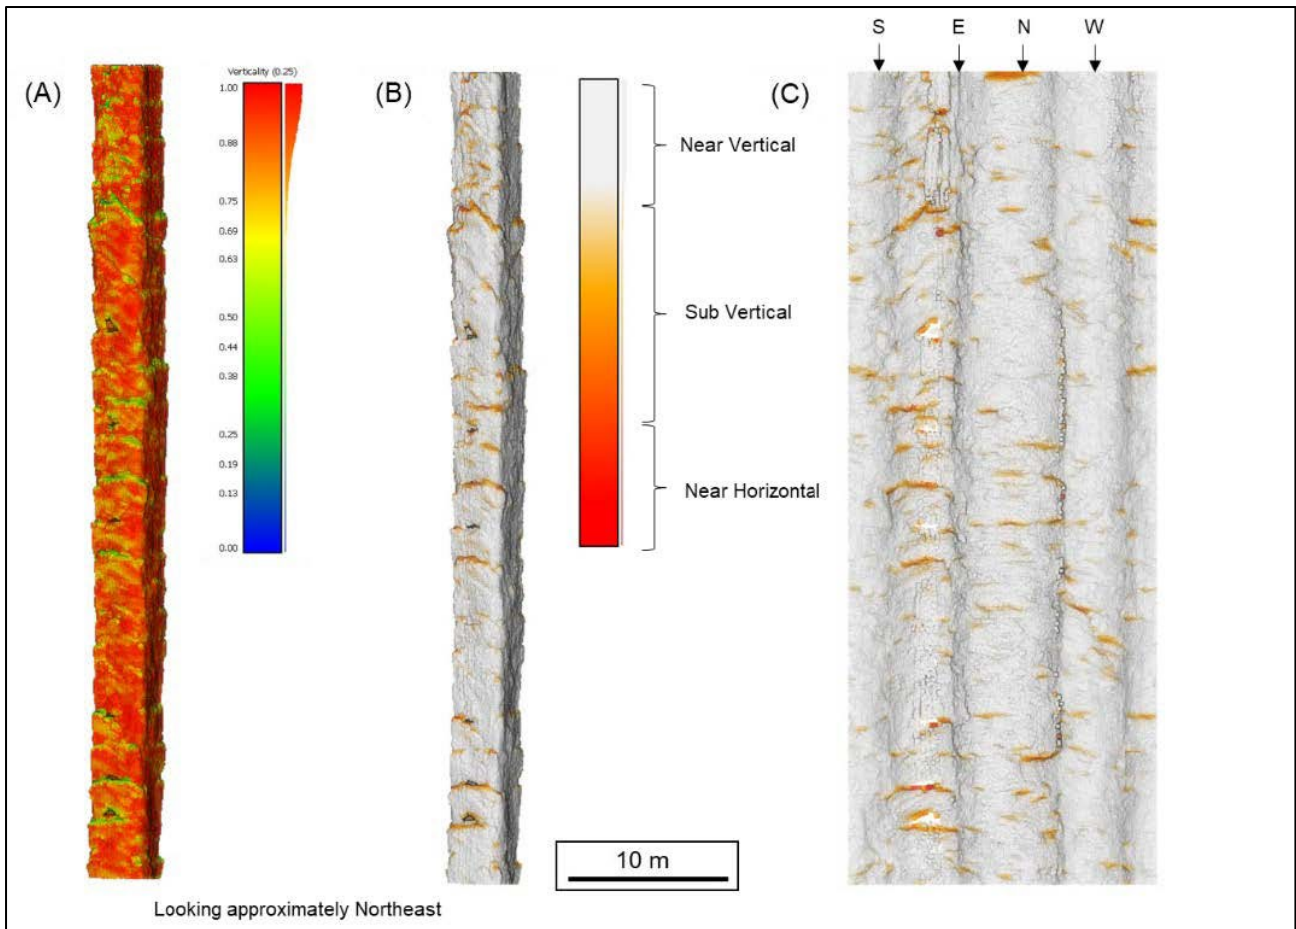 S E N W
(A)
Verticality (0.25)
1.00
0.88
0.75
0.69
0.63
0.50
0.44
0.38
0.25
0.19
0.13
0.00
(B)
Near Vertical
Sub Vertical
Near Horizontal
(C)
10 m
Looking approximately Northeast